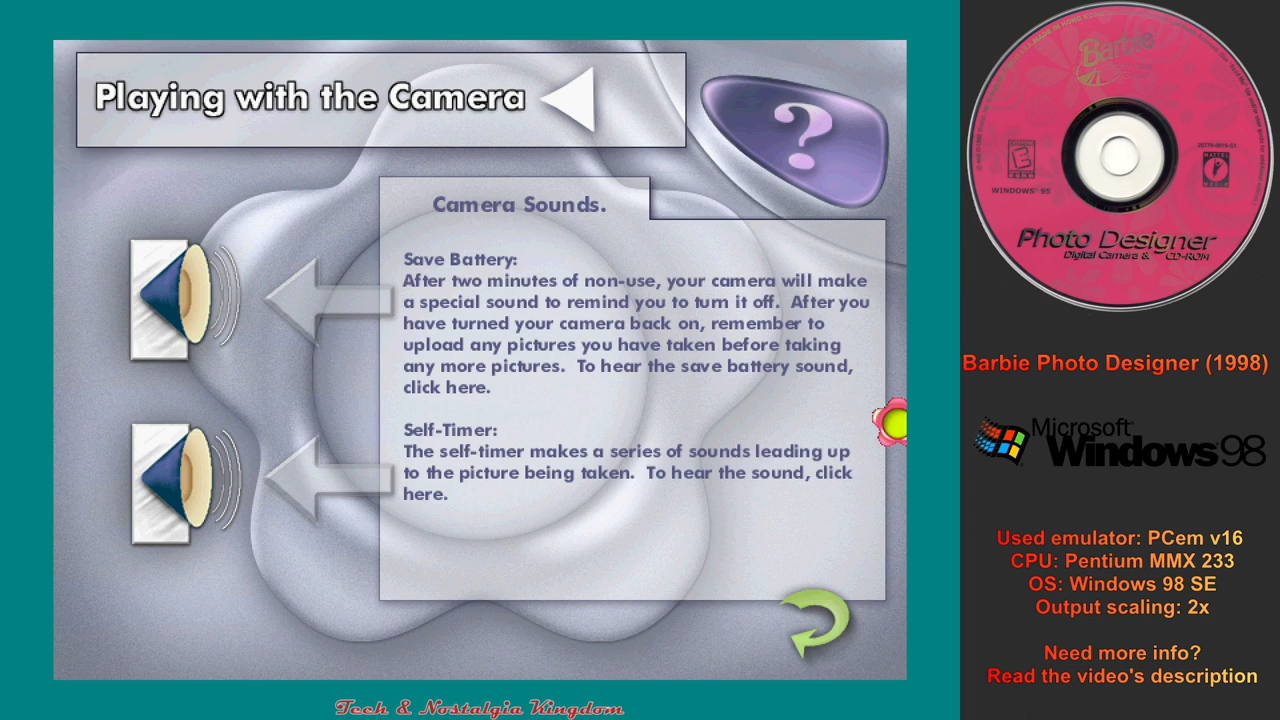 Playing with the Camera
?
Camera Sounds.
Save Battery:
After two minutes of non-use, your camera will make
a special sound to remind you to turn it off.  After you
have turned your camera back on, remember to
upload any pictures you have taken before taking
any more pictures.  To hear the save battery sound,
click here.
Self-Timer:
The self-timer makes a series of sounds leading up
to the picture being taken.  To hear the sound, click
here.
Tech & Nostalgia Kingdom
Barbie
E
WINDOWS® 95
MATTEL
MEDIA
Photo Designer
Digital Camera & CD-ROM
Barbie Photo Designer (1998)
Microsoft
Windows 98
Used emulator: PCem v16
CPU: Pentium MMX 233
OS: Windows 98 SE
Output scaling: 2x
Need more info?
Read the video's description